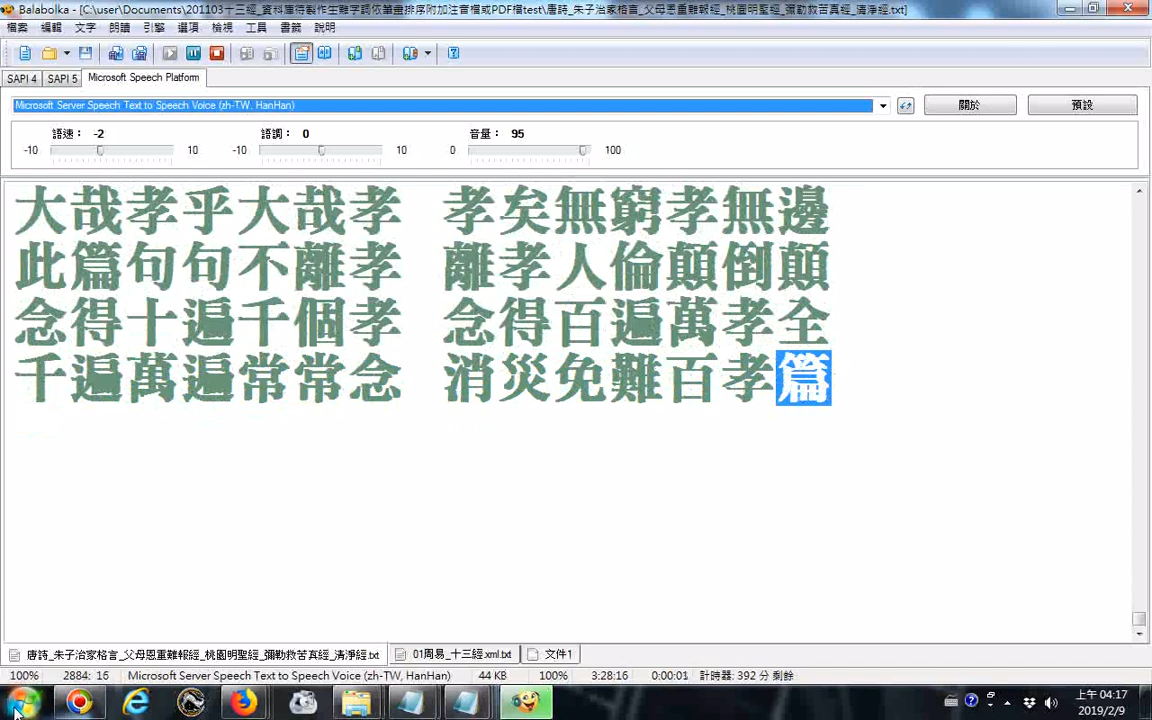 Balabolka - [C:\user\Documents\201103十三經_資料庫得製作生難字詞依筆畫排序附加注音檔或PDF檔test\唐詩_朱子治家格言_父母恩重難報經_桃園明聖經_彌勒救苦真經_清淨經.txt]
檔案 編輯 文字 朗讀 引擎 選項 檢視 工具 書籤 說明
SAPI 4 SAPI 5 Microsoft Speech Platform
Microsoft Server Speech Text to Speech Voice (zh-TW, HanHan) 關於 預設
語速: -2 語調: 0 音量: 95
-10 10 -10 10 0 100
大哉孝乎大哉孝 孝矣無窮孝無邊
此篇句句不離孝 離孝人倫顛倒顛
念得十遍千個孝 念得百遍萬孝全
千遍萬遍常常念 消災免難百孝篇
唐詩_朱子治家格言_父母恩重難報經_桃園明聖經_彌勒救苦真經_清淨經.txt 01周易_十三經.xml.txt 文件1
100% 2884: 16 Microsoft Server Speech Text to Speech Voice (zh-TW, HanHan) 44 KB 100% 3:28:16 0:00:01 計時器: 392 分 剩餘
上午 04:17
2019/2/9